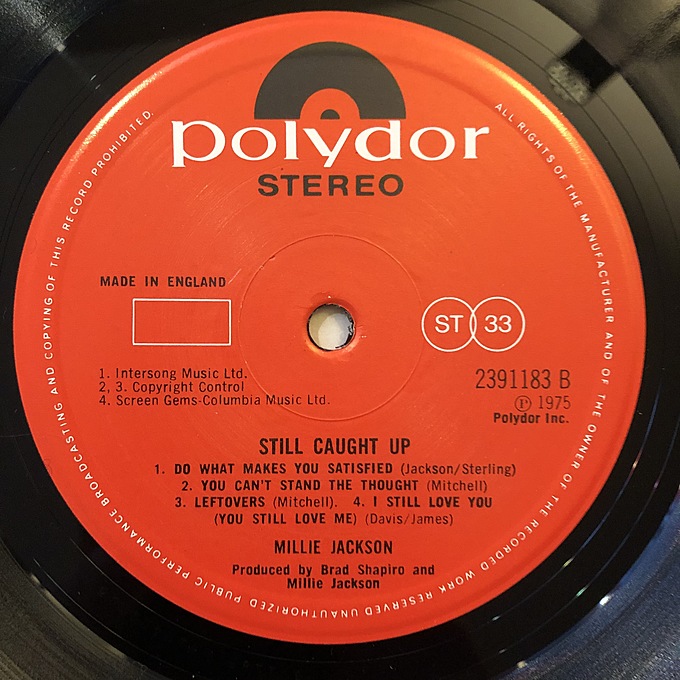 polydor
STEREO
MADE IN ENGLAND
ST 33
1. Intersong Music Ltd.
2, 3. Copyright Control
4. Screen Gems-Columbia Music Ltd.
2391183 B
Ⓟ 1975
Polydor Inc.
STILL CAUGHT UP
1. DO WHAT MAKES YOU SATISFIED (Jackson/Sterling)
2. YOU CAN'T STAND THE THOUGHT (Mitchell)
3. LEFTOVERS (Mitchell). 4. I STILL LOVE YOU
(YOU STILL LOVE ME) (Davis/James)
MILLIE JACKSON
Produced by Brad Shapiro and
Millie Jackson
ALL RIGHTS OF THE MANUFACTURER AND OF THE OWNER OF THE RECORDED WORK RESERVED UNAUTHORIZED PUBLIC PERFORMANCE BROADCASTING AND COPYING OF THIS RECORD PROHIBITED.